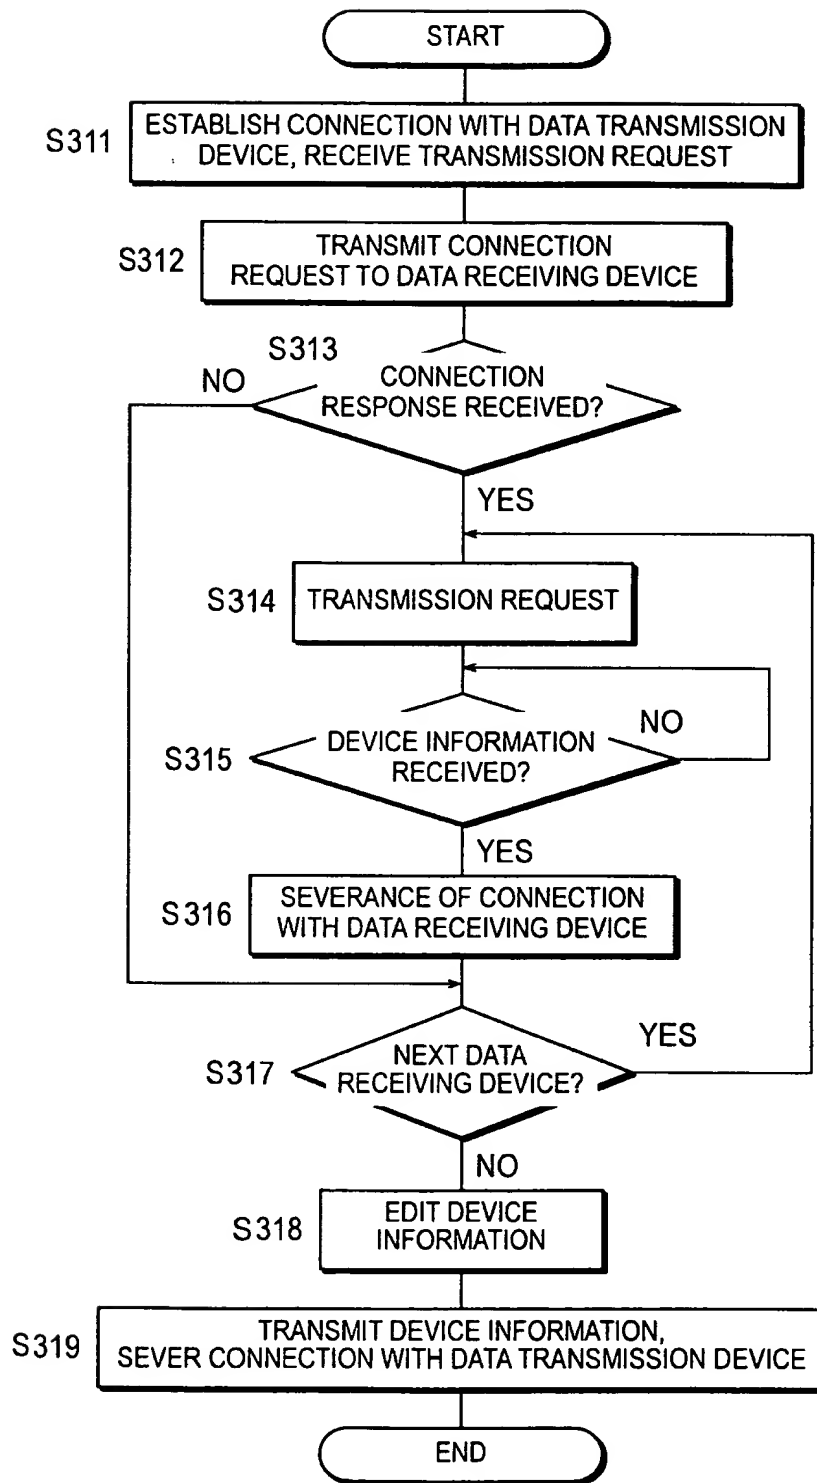 START
S311
ESTABLISH CONNECTION WITH DATA TRANSMISSION
DEVICE, RECEIVE TRANSMISSION REQUEST
S312
TRANSMIT CONNECTION
REQUEST TO DATA RECEIVING DEVICE
S313
NO
CONNECTION
RESPONSE RECEIVED?
YES
S314
TRANSMISSION REQUEST
NO
S315
DEVICE INFORMATION
RECEIVED?
YES
S316
SEVERANCE OF CONNECTION
WITH DATA RECEIVING DEVICE
YES
S317
NEXT DATA
RECEIVING DEVICE?
NO
S318
EDIT DEVICE
INFORMATION
S319
TRANSMIT DEVICE INFORMATION,
SEVER CONNECTION WITH DATA TRANSMISSION DEVICE
END